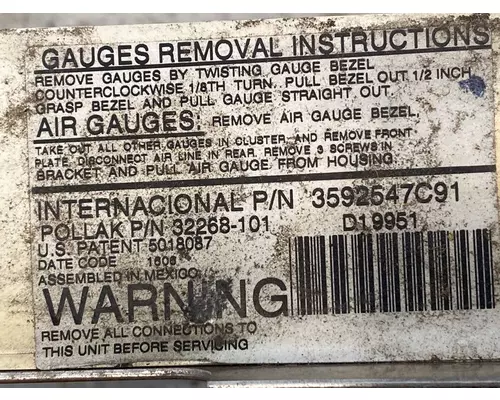 GAUGES REMOVAL INSTRUCTIONS
REMOVE GAUGES BY TWISTING GAUGE BEZEL
COUNTERCLOCKWISE 1/8TH TURN. PULL BEZEL OUT 1/2 INCH
GRASP BEZEL AND PULL GAUGE STRAIGHT OUT.
AIR GAUGES: REMOVE AIR GAUGE BEZEL,
TAKE OUT ALL OTHER GAUGES IN CLUSTER AND REMOVE FRONT
PLATE, DISCONNECT AIR LINE IN REAR. REMOVE 3 SCREWS IN
BRACKET AND PULL AIR GAUGE FROM HOUSING.
INTERNACIONAL P/N 3592547C91
POLLAK P/N 32268-101 D19951
U.S. PATENT 5018087
DATE CODE 1606
ASSEMBLED IN MEXICO
WARNING
REMOVE ALL CONNECTIONS TO
THIS UNIT BEFORE SERVICING